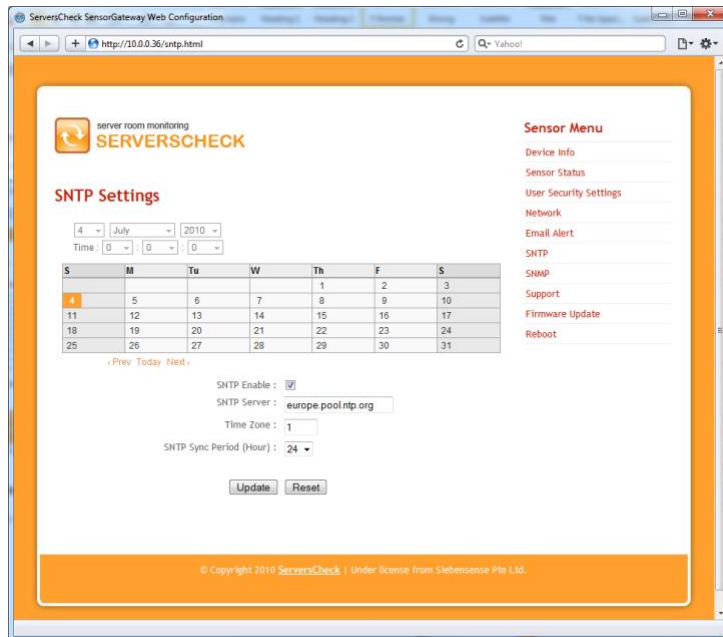 ServersCheck SensorGateway Web Configuration
http://10.0.0.36/sntp.html
Yahoo!
server room monitoring
SERVERSCHECK
Sensor Menu
Device Info
Sensor Status
User Security Settings
Network
Email Alert
SNTP
SNMP
Support
Firmware Update
Reboot
SNTP Settings
4 July 2010
Time : 0 : 0 : 0
S M Tu W Th F S
1 2 3
4 5 6 7 8 9 10
11 12 13 14 15 16 17
18 19 20 21 22 23 24
25 26 27 28 29 30 31
‹ Prev Today Next ›
SNTP Enable :
SNTP Server : europe.pool.ntp.org
Time Zone : 1
SNTP Sync Period (Hour) : 24
Update Reset
© Copyright 2010 ServersCheck | Under license from Siebensense Pte Ltd.